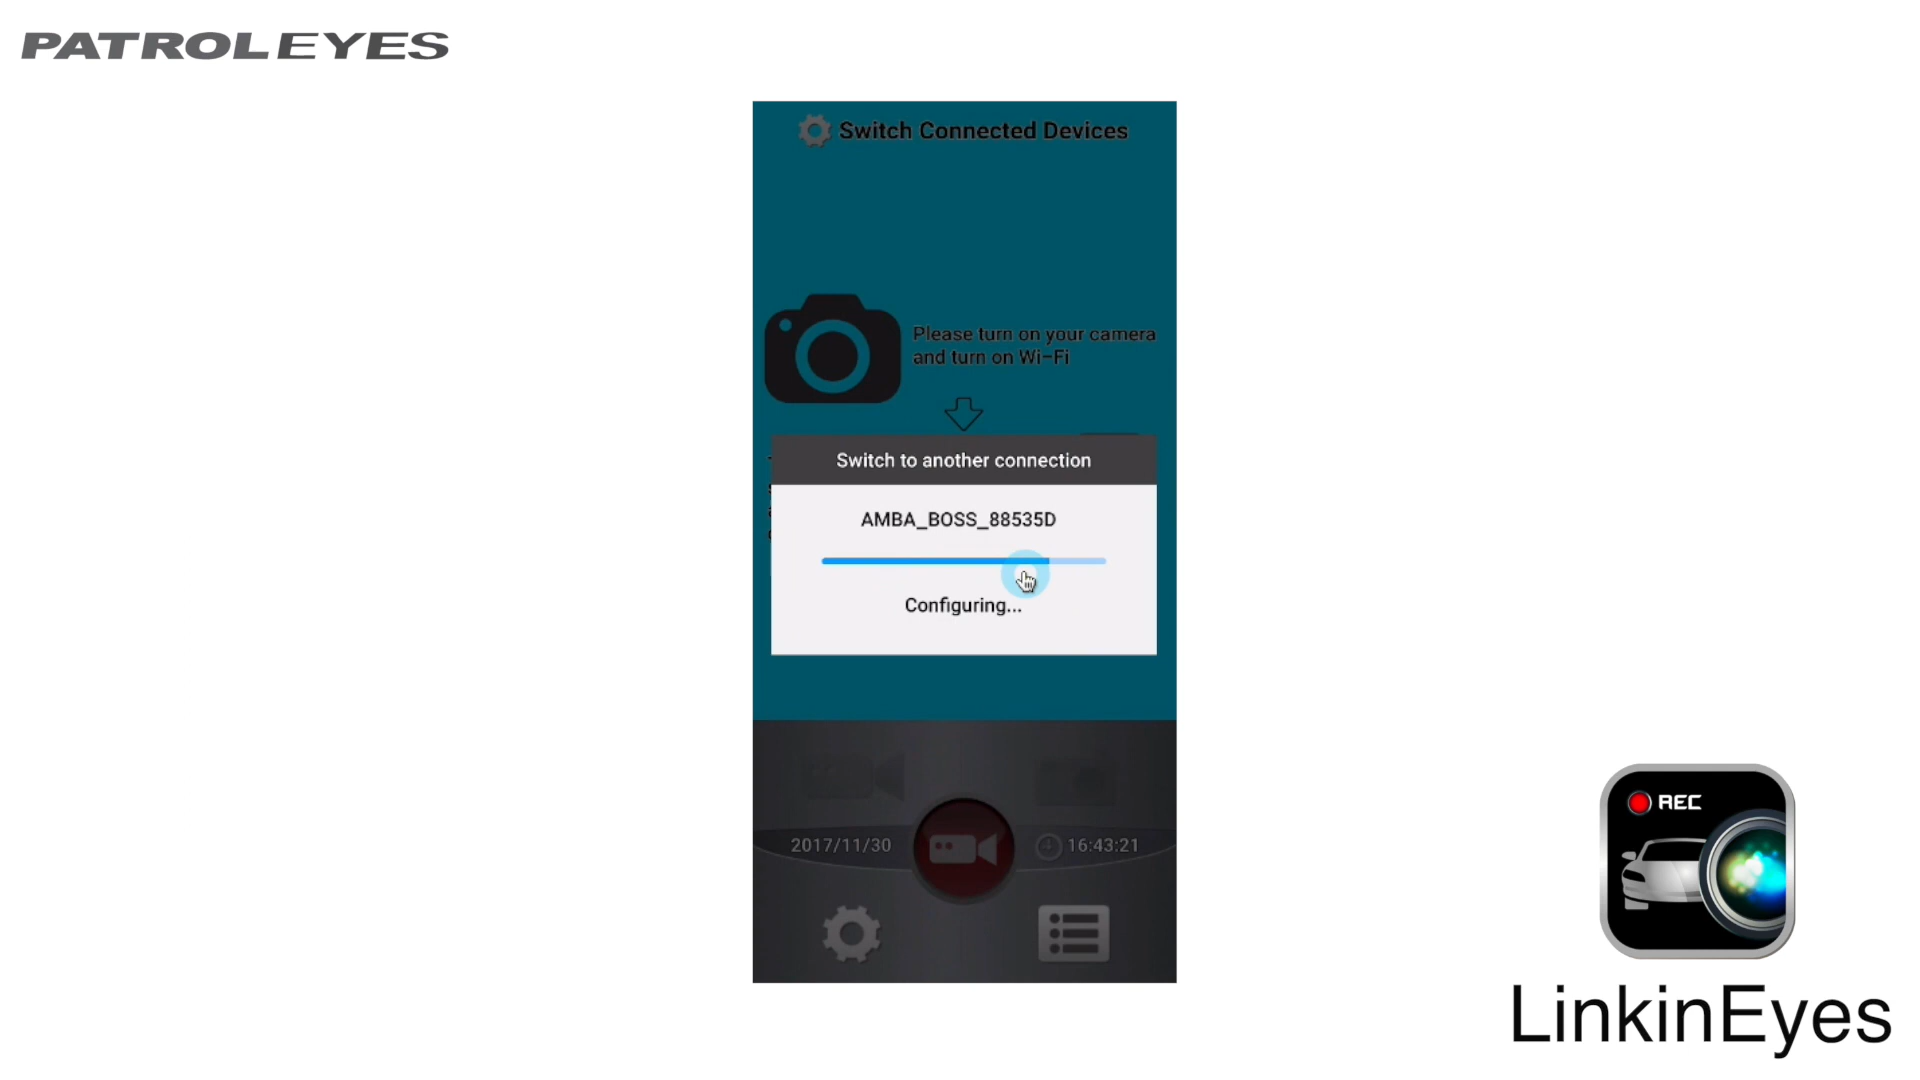 PATROLEYES
Switch Connected Devices
Please turn on your camera
and turn on Wi-Fi
Switch to another connection
AMBA_BOSS_88535D
Configuring...
2017/11/30
16:43:21
REC
LinkinEyes